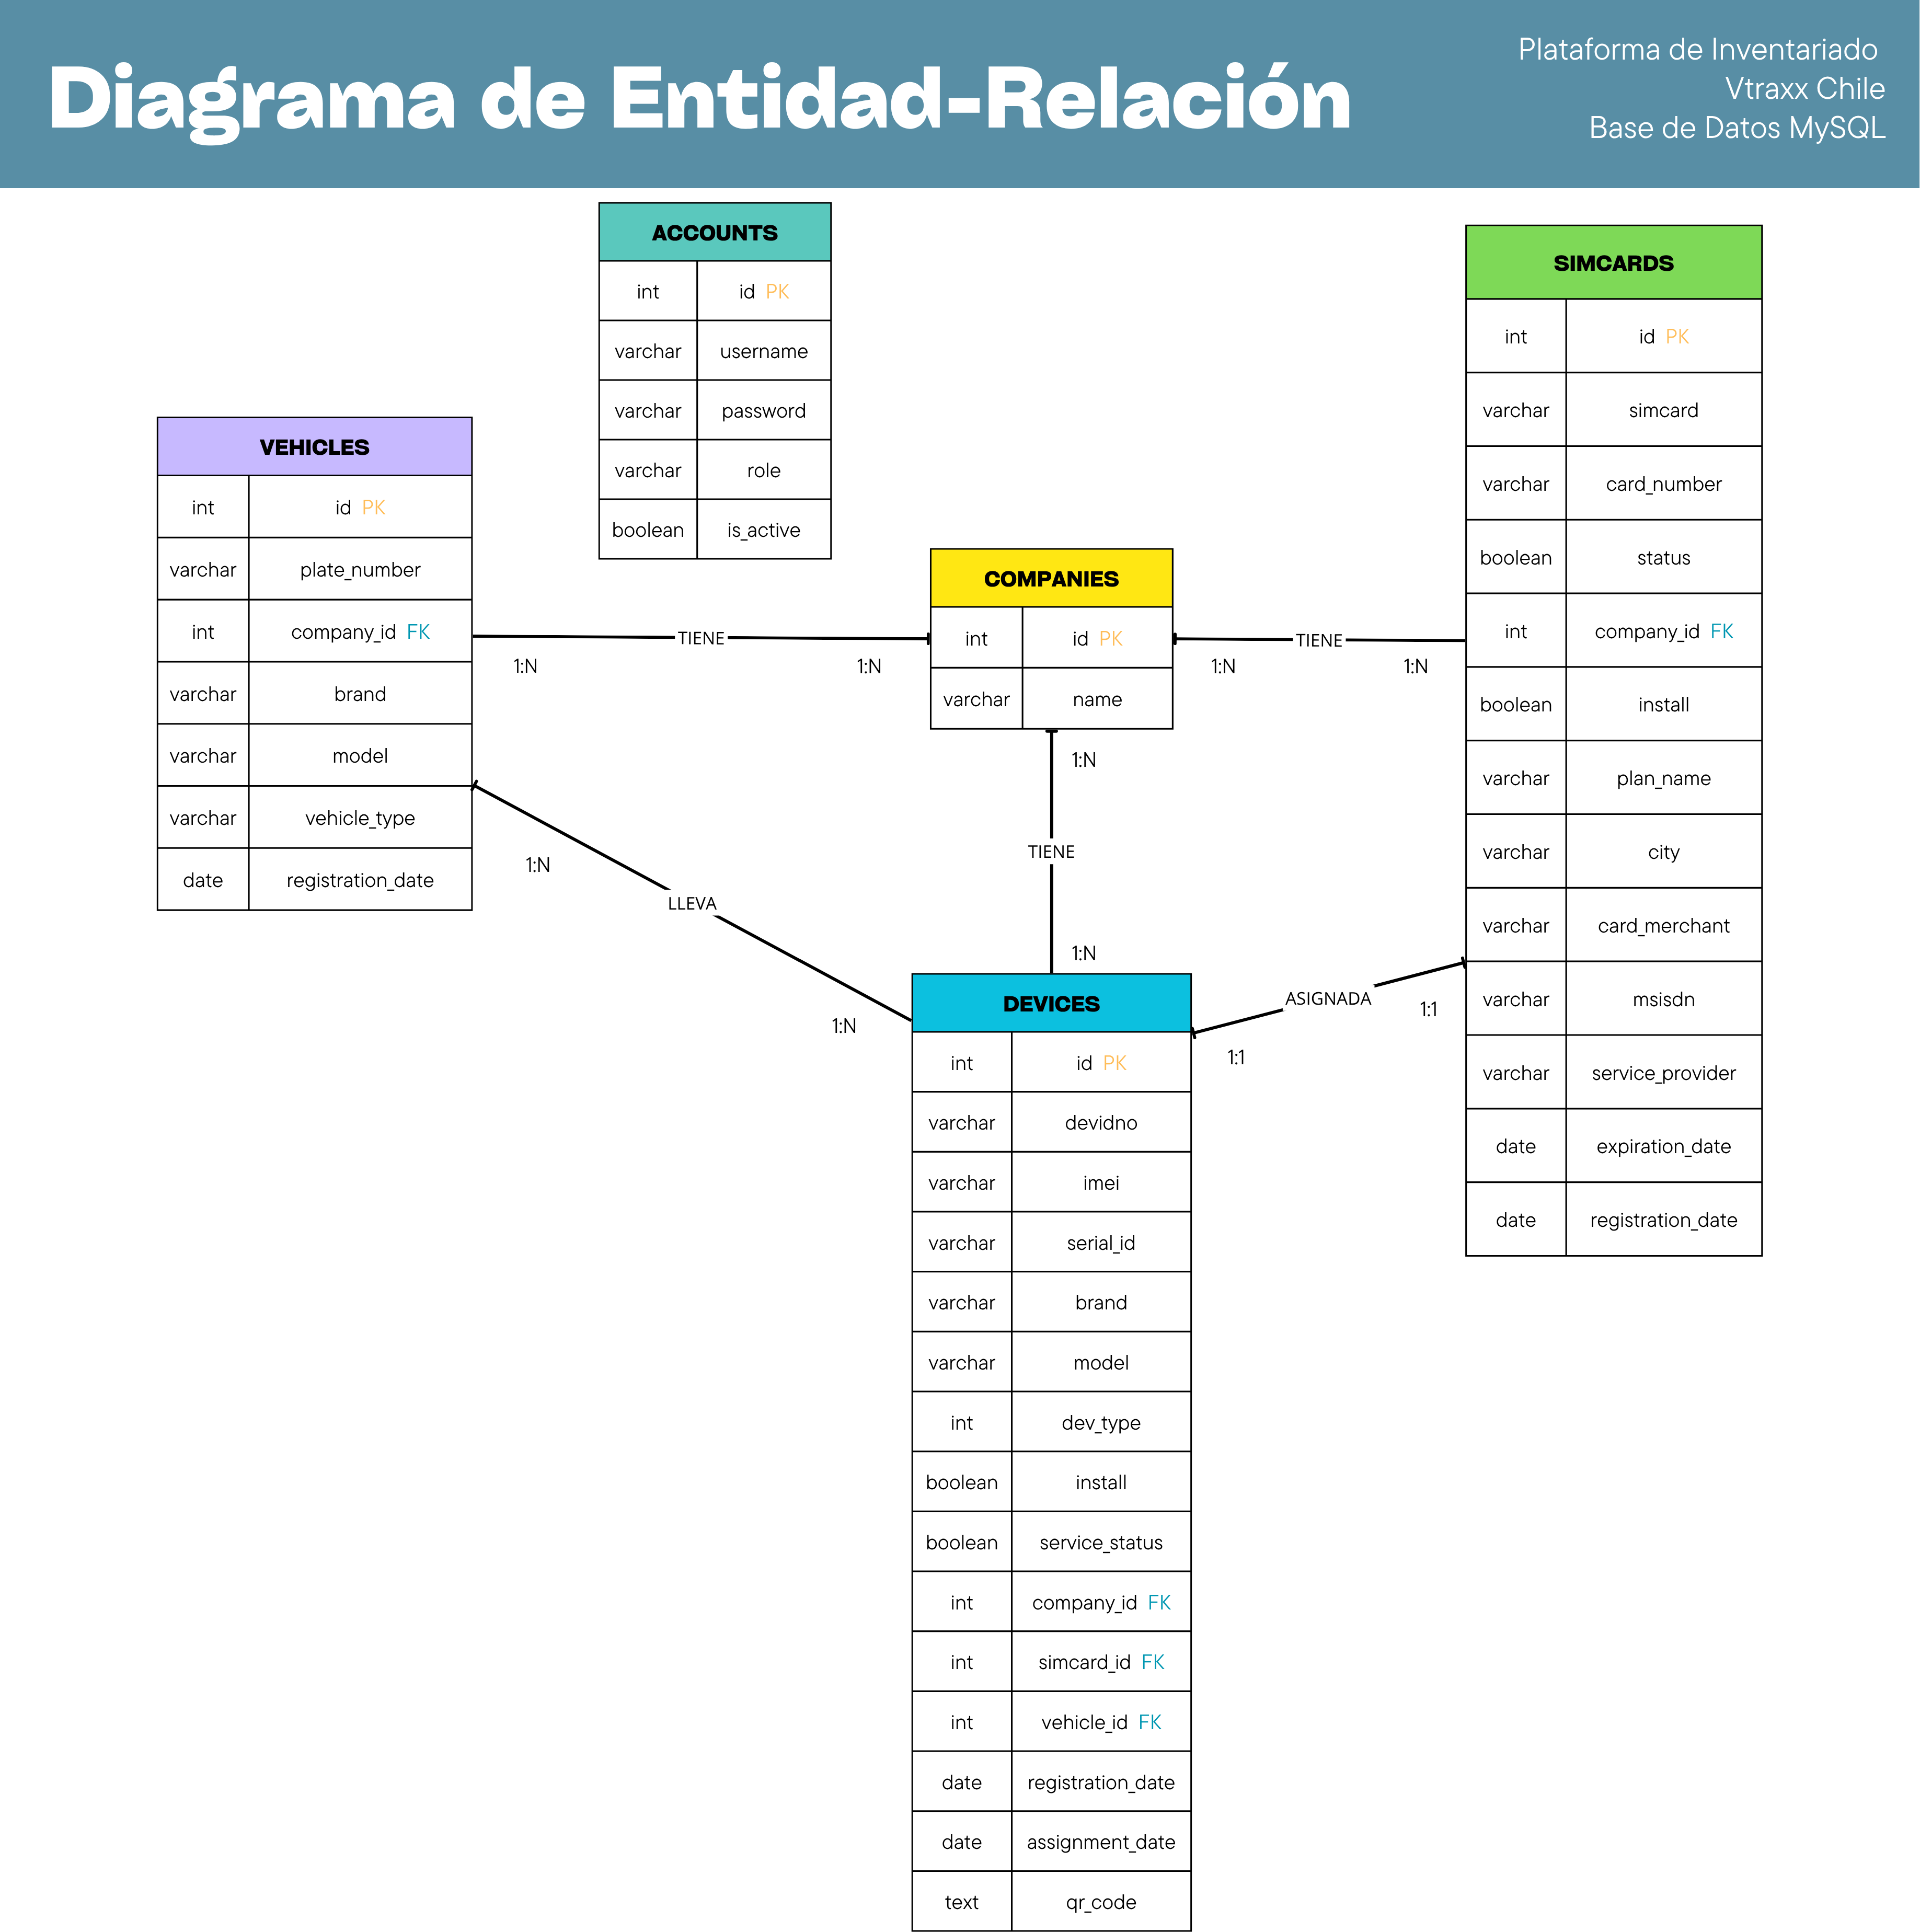 Diagrama de Entidad-Relación
Plataforma de Inventariado
Vtraxx Chile
Base de Datos MySQL
ACCOUNTS
int id PK
varchar username
varchar password
varchar role
boolean is_active
VEHICLES
int id PK
varchar plate_number
int company_id FK
varchar brand
varchar model
varchar vehicle_type
date registration_date
COMPANIES
int id PK
varchar name
SIMCARDS
int id PK
varchar simcard
varchar card_number
boolean status
int company_id FK
boolean install
varchar plan_name
varchar city
varchar card_merchant
varchar msisdn
varchar service_provider
date expiration_date
date registration_date
TIENE
1:N
1:N
TIENE
1:N
1:N
1:N
TIENE
1:N
1:N
LLEVA
1:N
ASIGNADA
1:1
1:1
DEVICES
int id PK
varchar devidno
varchar imei
varchar serial_id
varchar brand
varchar model
int dev_type
boolean install
boolean service_status
int company_id FK
int simcard_id FK
int vehicle_id FK
date registration_date
date assignment_date
text qr_code